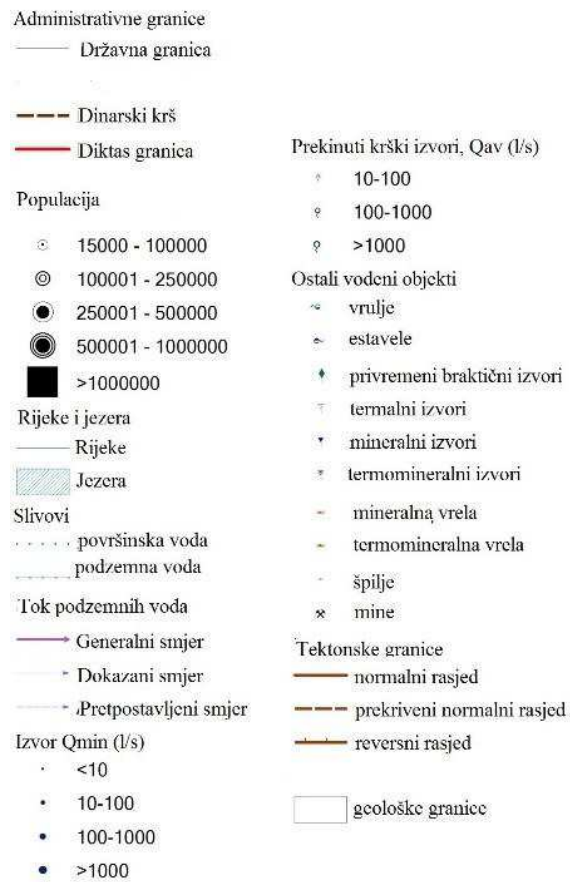 Administrativne granice
Državna granica
Dinarski krš
Diktas granica
Populacija
15000 - 100000
100001 - 250000
250001 - 500000
500001 - 1000000
>1000000
Rijeke i jezera
Rijeke
Jezera
Slivovi
površinska voda
podzemna voda
Tok podzemnih voda
Generalni smjer
Dokazani smjer
Pretpostavljeni smjer
Izvor Qmin (l/s)
<10
10-100
100-1000
>1000
Prekinuti krški izvori, Qav (l/s)
10-100
100-1000
>1000
Ostali vodeni objekti
vrulje
estavele
privremeni braktični izvori
termalni izvori
mineralni izvori
termomineralni izvori
mineralna vrela
termomineralna vrela
špilje
mine
Tektonske granice
normalni rasjed
prekriveni normalni rasjed
reversni rasjed
geološke granice